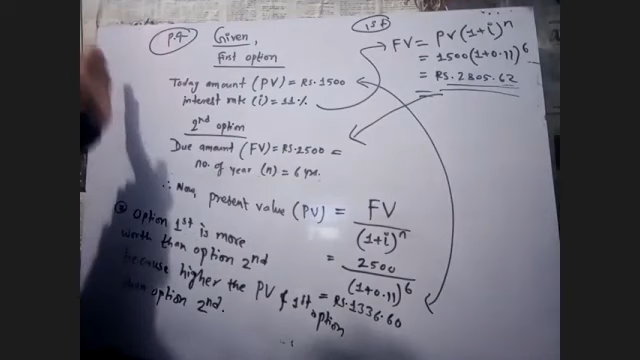 P.4 Given,
First option
Today amount (PV) = Rs. 1500
interest rate (i) = 11%
2nd option
Due amount (FV) = Rs. 2500 =
no. of year (n) = 6 yrs.
∴ Now, present value (PV) = FV / (1+i)^n
= 2500 / (1+0.11)^6
= Rs. 1336.60
1st
FV = PV(1+i)^n
= 1500(1+0.11)^6
= Rs. 2805.62
Option 1st is more
worth than option 2nd
because higher the PV of 1st option
than option 2nd.